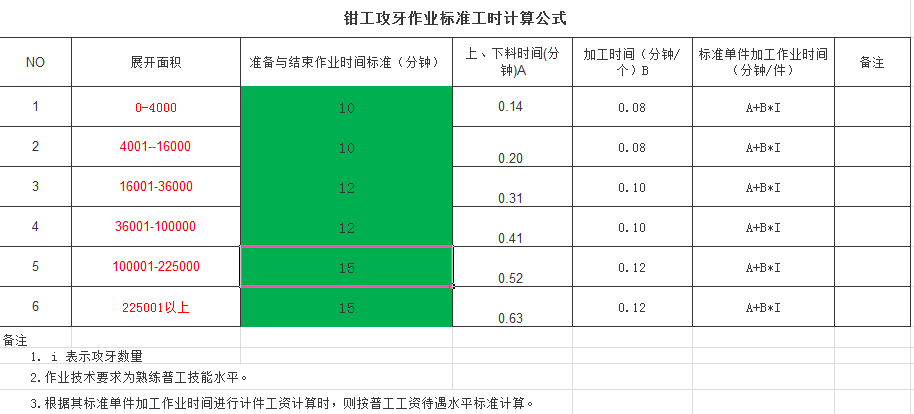 钳工攻牙作业标准工时计算公式
NO 展开面积 准备与结束作业时间标准（分钟） 上、下料时间(分钟)A 加工时间（分钟/个）B 标准单件加工作业时间（分钟/件） 备注
1 0-4000 10 0.14 0.08 A+B*I
2 4001--16000 10 0.20 0.08 A+B*I
3 16001-36000 12 0.31 0.10 A+B*I
4 36001-100000 12 0.41 0.10 A+B*I
5 100001-225000 15 0.52 0.12 A+B*I
6 225001以上 15 0.63 0.12 A+B*I
备注
1. i 表示攻牙数量
2.作业技术要求为熟练普工技能水平。
3.根据其标准单件加工作业时间进行计件工资计算时，则按普工工资待遇水平标准计算。